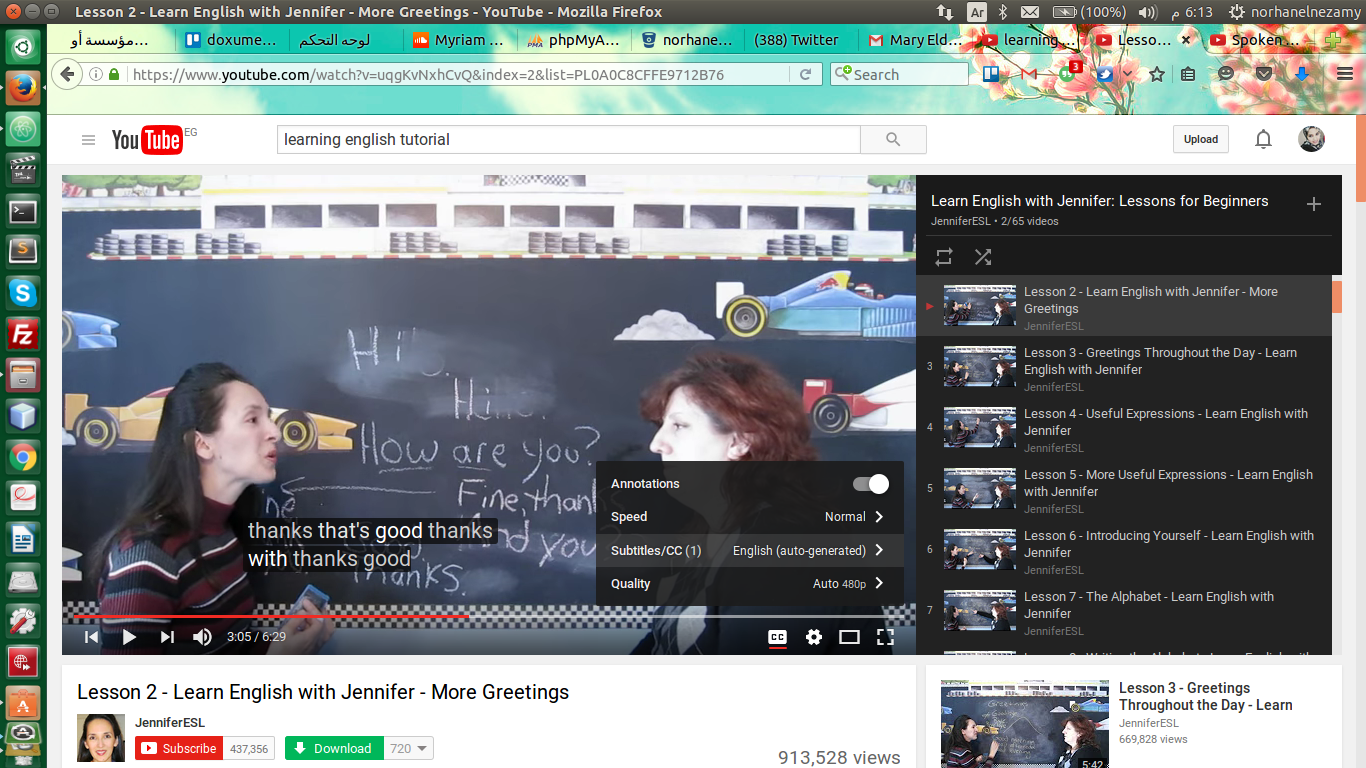 Lesson 2 - Learn English with Jennifer - More Greetings - YouTube - Mozilla Firefox
Ar
(100%)
6:13 م
norhanelnezamy
مؤسسة أو...
doxume...
لوحه التحكم
Myriam ...
phpMyA...
norhane...
(388) Twitter
Mary Eld...
learning...
Lesso...
Spoken ...
https://www.youtube.com/watch?v=uqgKvNxhCvQ&index=2&list=PL0A0C8CFFE9712B76
Search
3
YouTube EG
learning english tutorial
Upload
Hi.
Hi
How are you?
Fine, thank
nd you?
thanks.
thanks that's good thanks
with thanks good
Annotations
Speed Normal
Subtitles/CC (1) English (auto-generated)
Quality Auto 480p
3:05 / 6:29
CC
Learn English with Jennifer: Lessons for Beginners
JenniferESL • 2/65 videos
Lesson 2 - Learn English with Jennifer - More
Greetings
JenniferESL
3
Lesson 3 - Greetings Throughout the Day - Learn
English with Jennifer
JenniferESL
4
Lesson 4 - Useful Expressions - Learn English with
Jennifer
JenniferESL
5
Lesson 5 - More Useful Expressions - Learn English
with Jennifer
JenniferESL
6
Lesson 6 - Introducing Yourself - Learn English with
Jennifer
JenniferESL
7
Lesson 7 - The Alphabet - Learn English with
Jennifer
JenniferESL
Lesson 2 - Learn English with Jennifer - More Greetings
JenniferESL
Subscribe 437,356
Download 720
913,528 views
Lesson 3 - Greetings
Throughout the Day - Learn
JenniferESL
669,828 views
5:42